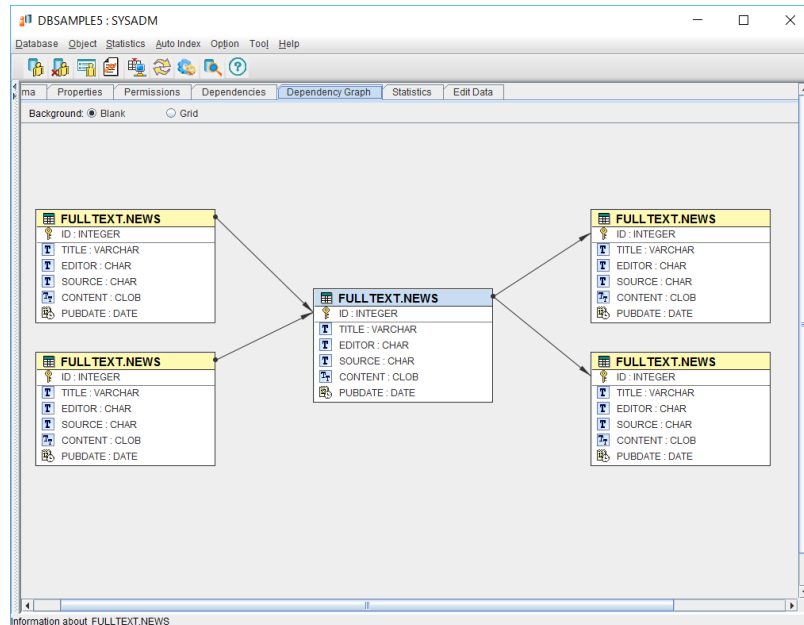 DBSAMPLE5 : SYSADM
Database Object Statistics Auto Index Option Tool Help
ma Properties Permissions Dependencies Dependency Graph Statistics Edit Data
Background: Blank Grid
FULLTEXT.NEWS
ID : INTEGER
TITLE : VARCHAR
EDITOR : CHAR
SOURCE : CHAR
CONTENT : CLOB
PUBDATE : DATE
FULLTEXT.NEWS
ID : INTEGER
TITLE : VARCHAR
EDITOR : CHAR
SOURCE : CHAR
CONTENT : CLOB
PUBDATE : DATE
FULLTEXT.NEWS
ID : INTEGER
TITLE : VARCHAR
EDITOR : CHAR
SOURCE : CHAR
CONTENT : CLOB
PUBDATE : DATE
FULLTEXT.NEWS
ID : INTEGER
TITLE : VARCHAR
EDITOR : CHAR
SOURCE : CHAR
CONTENT : CLOB
PUBDATE : DATE
FULLTEXT.NEWS
ID : INTEGER
TITLE : VARCHAR
EDITOR : CHAR
SOURCE : CHAR
CONTENT : CLOB
PUBDATE : DATE
Information about FULLTEXT.NEWS